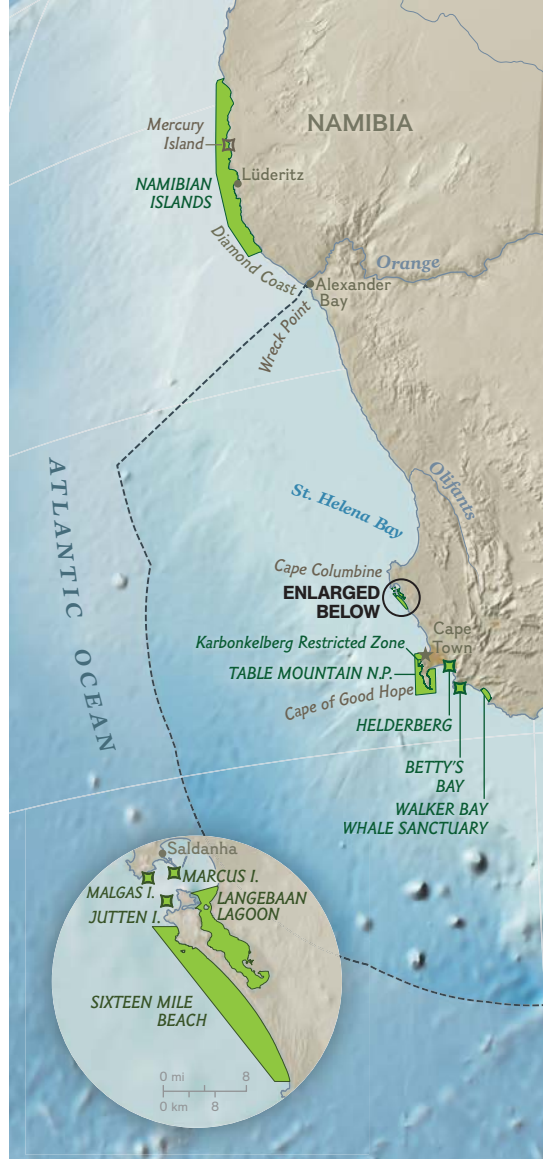 NAMIBIA
Mercury
Island
Lüderitz
NAMIBIAN
ISLANDS
Diamond Coast
Orange
Alexander
Bay
Wreck Point
ATLANTIC OCEAN
Olifants
St. Helena Bay
Cape Columbine
ENLARGED
BELOW
Cape
Town
Karbonkelberg Restricted Zone
TABLE MOUNTAIN N.P.
Cape of Good Hope
HELDERBERG
BETTY'S
BAY
WALKER BAY
WHALE SANCTUARY
Saldanha
MARCUS I.
MALGAS I.
JUTTEN I.
LANGEBAAN
LAGOON
SIXTEEN MILE
BEACH
0 mi 8
0 km 8